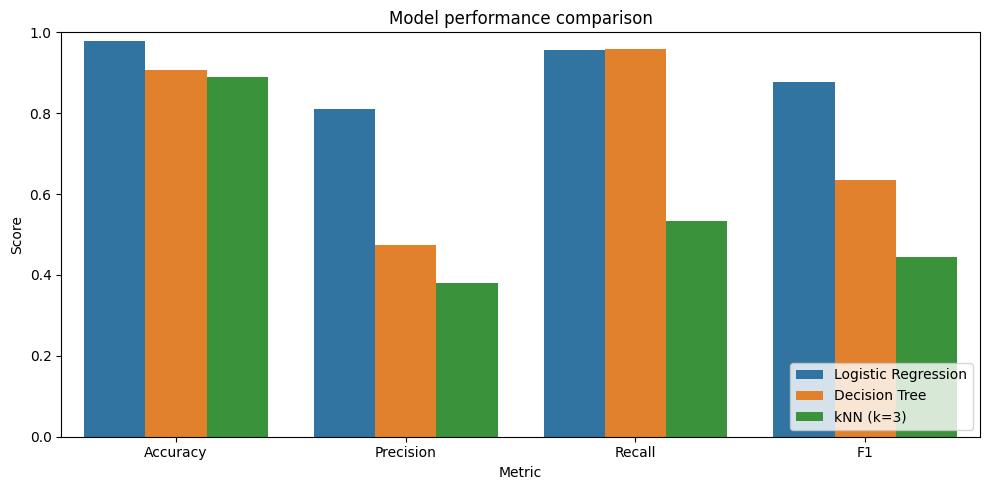 Model performance comparison
1.0
0.8
0.6
0.4
0.2
0.0
Score
Accuracy
Precision
Recall
F1
Metric
Logistic Regression
Decision Tree
kNN (k=3)